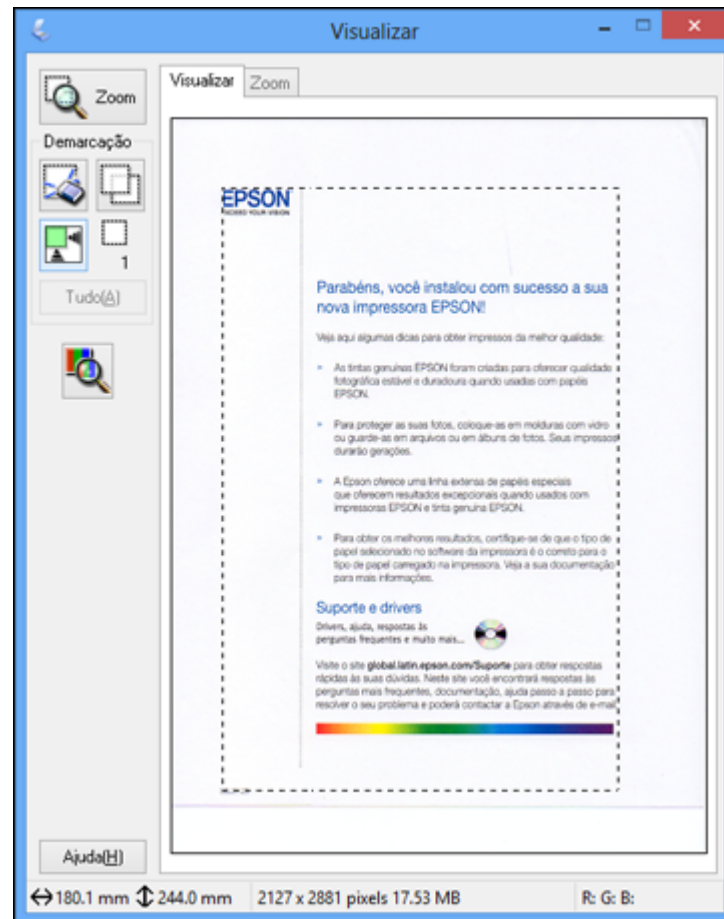 Visualizar
Zoom
Visualizar
Zoom
Demarcação
1
Tudo(A)
EPSON
EXCEED YOUR VISION
Parabéns, você instalou com sucesso a sua
nova impressora EPSON!
Veja aqui algumas dicas para obter impressos da melhor qualidade:
» As tintas genuínas EPSON foram criadas para oferecer qualidade
fotográfica estável e duradoura quando usadas com papéis
EPSON.
» Para proteger as suas fotos, coloque-as em molduras com vidro
ou guarde-as em arquivos ou em álbuns de fotos. Seus impressos
durarão gerações.
» A Epson oferece uma linha extensa de papéis especiais
que oferecem resultados excepcionais quando usados com
impressoras EPSON e tinta genuína EPSON.
» Para obter os melhores resultados, certifique-se de que o tipo de
papel selecionado no software da impressora é o correto para o
tipo de papel carregado na impressora. Veja a sua documentação
para mais informações.
Suporte e drivers
Drivers, ajuda, respostas às
perguntas frequentes e muito mais...
Visite o site global.latin.epson.com/Suporte para obter respostas
rápidas às suas dúvidas. Neste site você encontrará respostas às
perguntas mais frequentes, documentação, ajuda passo a passo para
resolver o seu problema e poderá contactar a Epson através de e-mail.
Ajuda(H)
180.1 mm 244.0 mm 2127 x 2881 pixels 17.53 MB R: G: B: